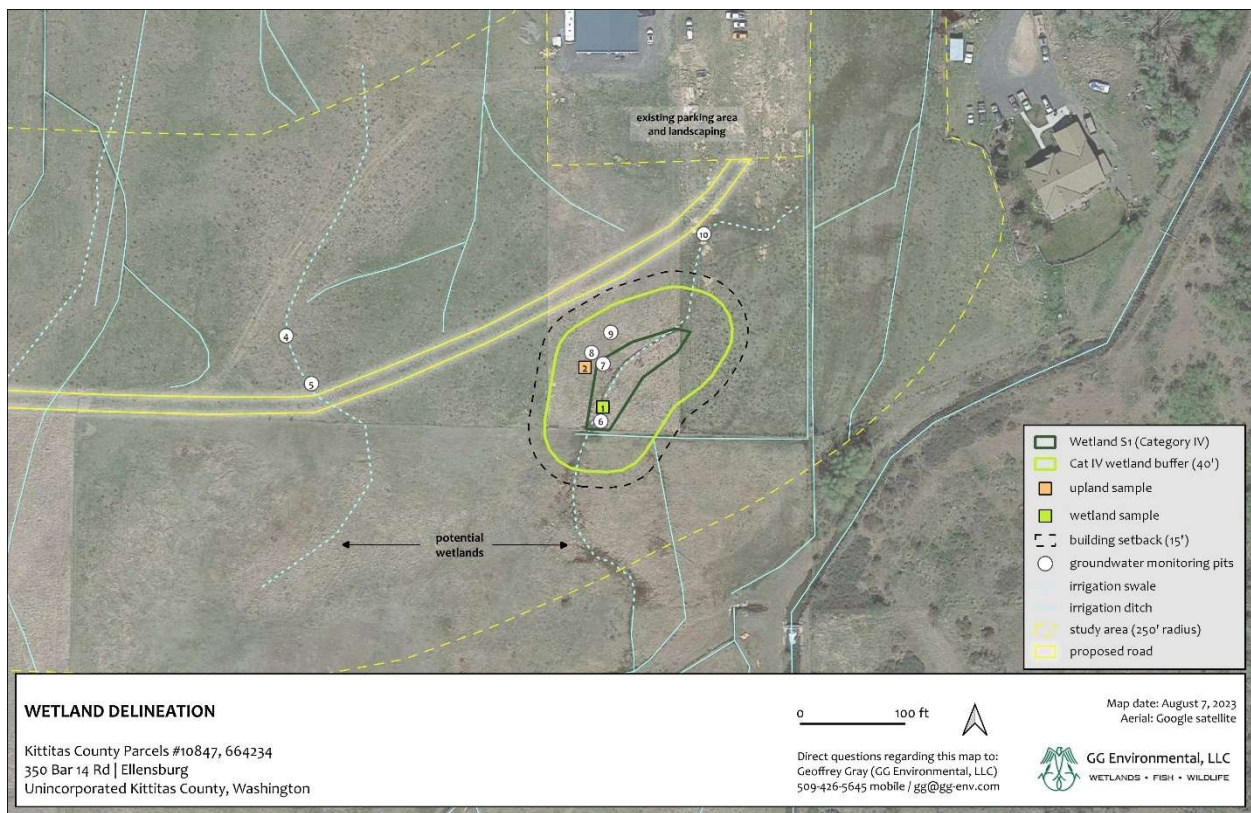 existing parking area
and landscaping
10
4
9
8
7
2
5
1
6
potential
wetlands
Wetland S1 (Category IV)
Cat IV wetland buffer (40')
upland sample
wetland sample
building setback (15')
groundwater monitoring pits
irrigation swale
irrigation ditch
study area (250' radius)
proposed road
WETLAND DELINEATION
Kittitas County Parcels #10847, 664234
350 Bar 14 Rd | Ellensburg
Unincorporated Kittitas County, Washington
0 100 ft
Direct questions regarding this map to:
Geoffrey Gray (GG Environmental, LLC)
509-426-5645 mobile / gg@gg-env.com
Map date: August 7, 2023
Aerial: Google satellite
GG Environmental, LLC
WETLANDS • FISH • WILDLIFE